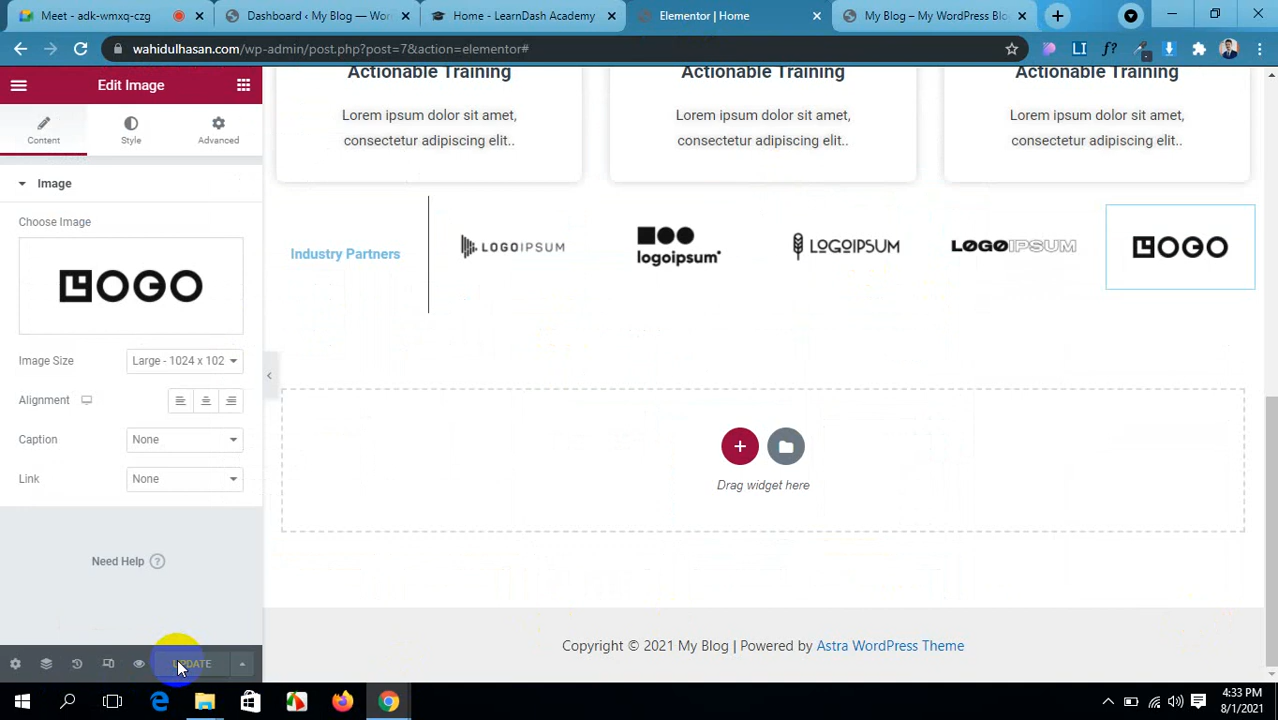 Meet - adk-wmxq-czg
Dashboard ‹ My Blog — Wor
Home - LearnDash Academy
Elementor | Home
My Blog – My WordPress Blo
wahidulhasan.com/wp-admin/post.php?post=7&action=elementor#
Edit Image
Content
Style
Advanced
Image
Choose Image
LOGO
Image Size
Large - 1024 x 102
Alignment
Caption
None
Link
None
Need Help
UPDATE
Actionable Training
Actionable Training
Actionable Training
Lorem ipsum dolor sit amet,
consectetur adipiscing elit..
Lorem ipsum dolor sit amet,
consectetur adipiscing elit..
Lorem ipsum dolor sit amet,
consectetur adipiscing elit..
Industry Partners
LOGOIPSUM
logoipsum
LOGOIPSUM
LOGOIPSUM
LOGO
Drag widget here
Copyright © 2021 My Blog | Powered by Astra WordPress Theme
4:33 PM
8/1/2021